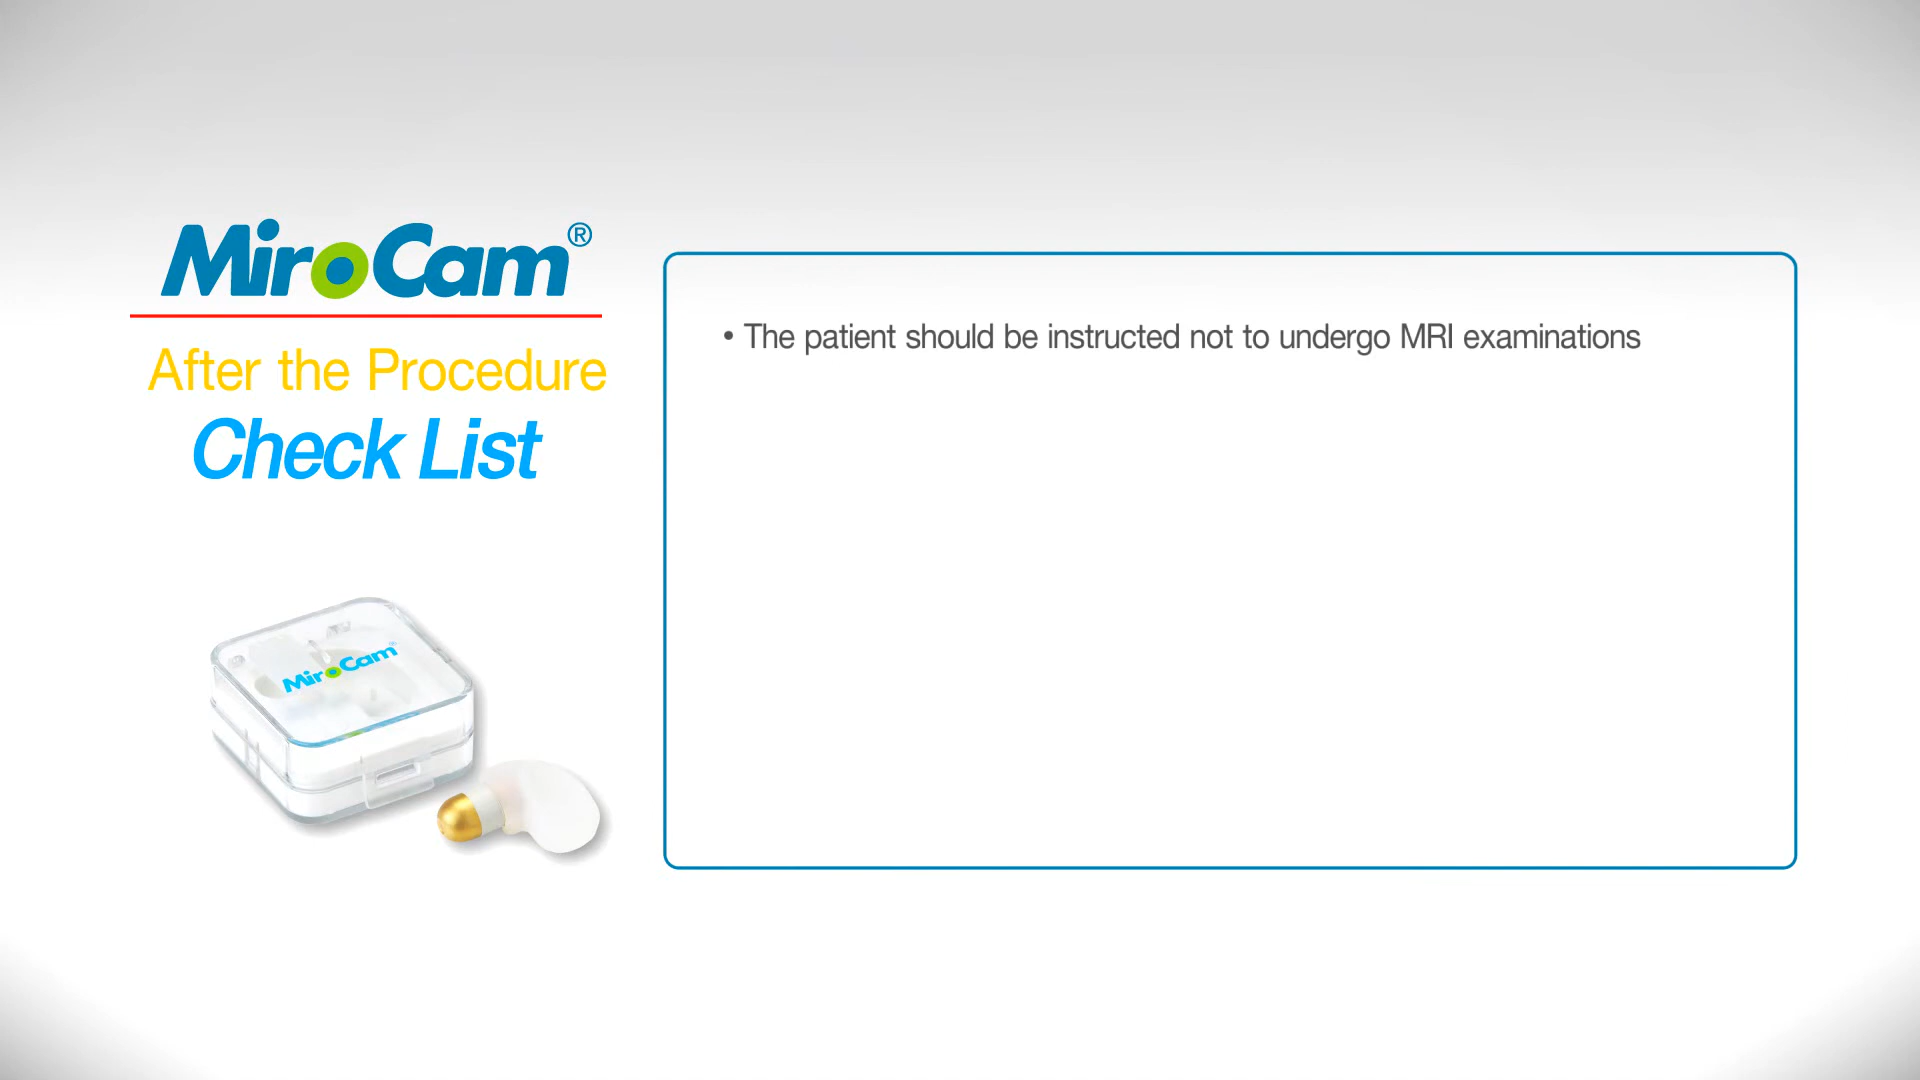 MiroCam®
After the Procedure
Check List
• The patient should be instructed not to undergo MRI examinations
MiroCam